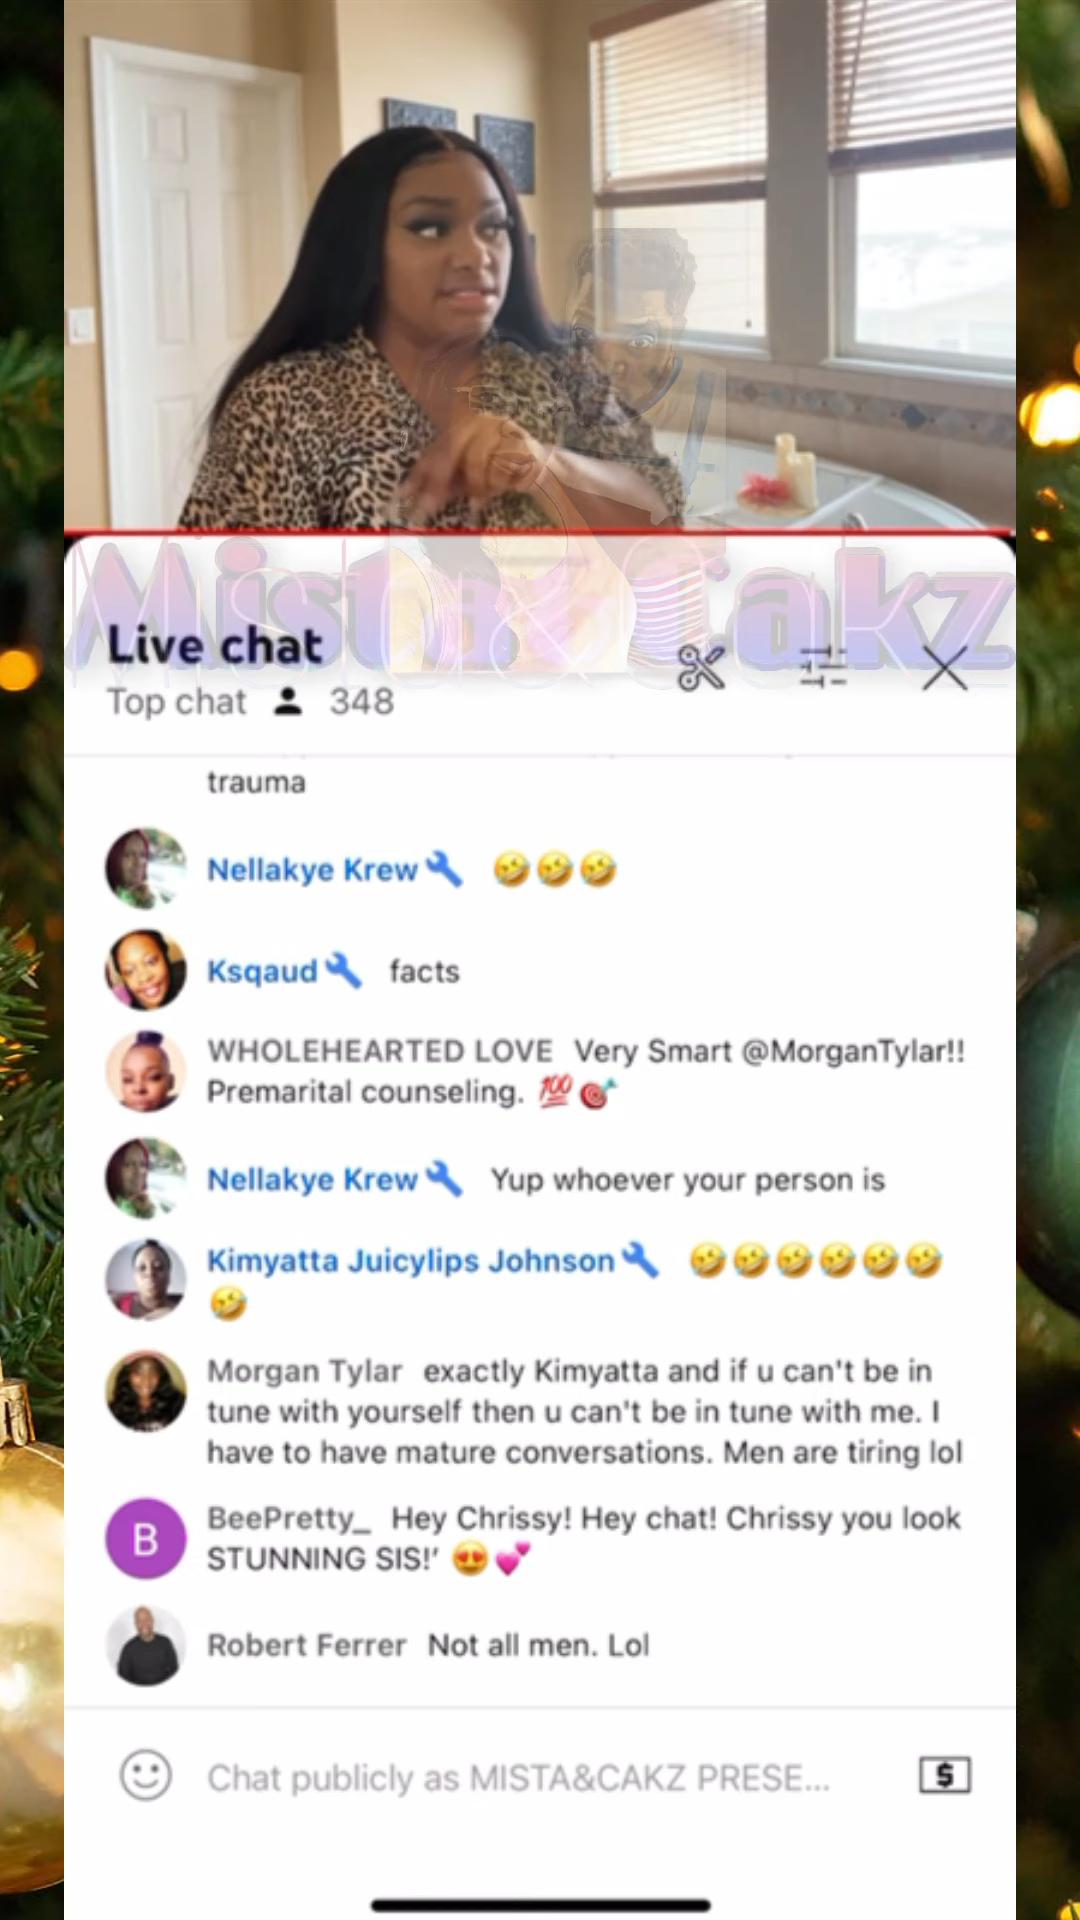 Mista&Cakz
Live chat
Top chat 348
trauma
Nellakye Krew🔧 🤣🤣🤣
Ksqaud🔧 facts
WHOLEHEARTED LOVE Very Smart @MorganTylar!!
Premarital counseling. 💯🎯
Nellakye Krew🔧 Yup whoever your person is
Kimyatta Juicylips Johnson🔧 🤣🤣🤣🤣🤣🤣
🤣
Morgan Tylar exactly Kimyatta and if u can't be in
tune with yourself then u can't be in tune with me. I
have to have mature conversations. Men are tiring lol
B
BeePretty_ Hey Chrissy! Hey chat! Chrissy you look
STUNNING SIS!’ 😍💕
Robert Ferrer Not all men. Lol
Chat publicly as MISTA&CAKZ PRESE...
$